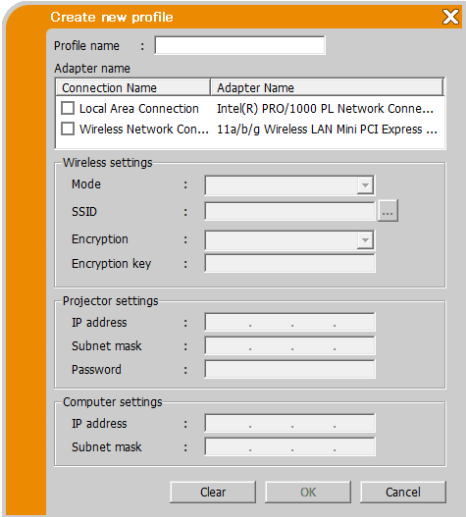 Create new profile
Profile name :
Adapter name
Connection Name Adapter Name
Local Area Connection Intel(R) PRO/1000 PL Network Conne...
Wireless Network Con... 11a/b/g Wireless LAN Mini PCI Express ...
Wireless settings
Mode :
SSID : ...
Encryption :
Encryption key :
Projector settings
IP address : . . .
Subnet mask : . . .
Password :
Computer settings
IP address : . . .
Subnet mask : . . .
Clear OK Cancel